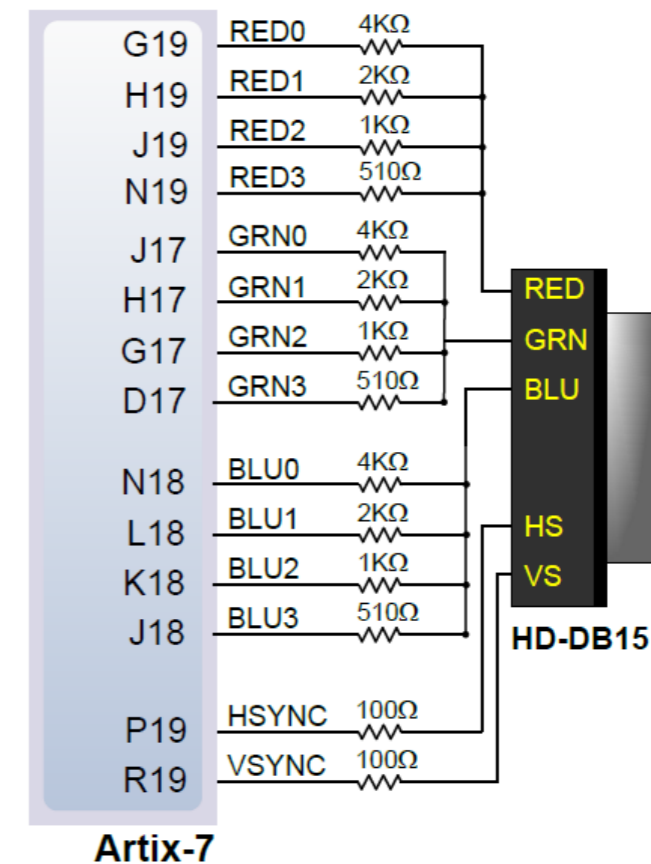 G19 RED0 4KΩ
H19 RED1 2KΩ
J19 RED2 1KΩ
N19 RED3 510Ω
J17 GRN0 4KΩ
H17 GRN1 2KΩ
G17 GRN2 1KΩ
D17 GRN3 510Ω
N18 BLU0 4KΩ
L18 BLU1 2KΩ
K18 BLU2 1KΩ
J18 BLU3 510Ω
P19 HSYNC 100Ω
R19 VSYNC 100Ω
Artix-7
RED
GRN
BLU
HS
VS
HD-DB15